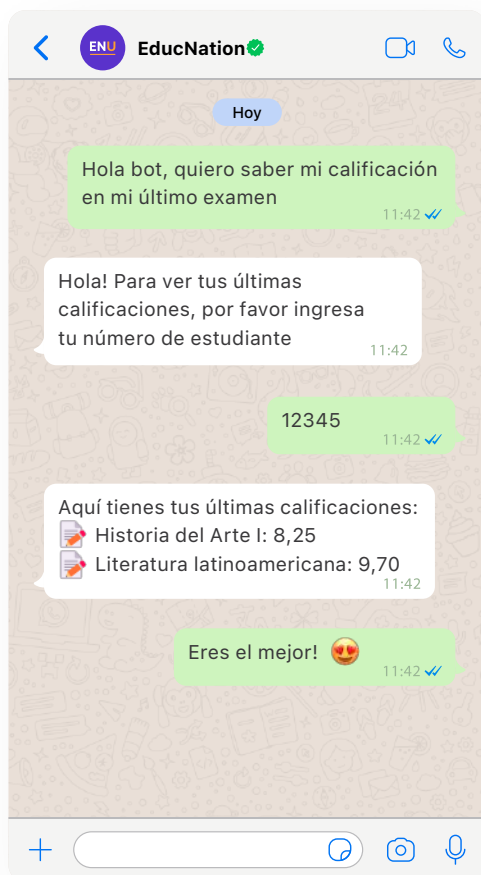 ENU EducNation
Hoy
Hola bot, quiero saber mi calificación
en mi último examen
11:42
Hola! Para ver tus últimas
calificaciones, por favor ingresa
tu número de estudiante
11:42
12345
11:42
Aquí tienes tus últimas calificaciones:
📝 Historia del Arte I: 8,25
📝 Literatura latinoamericana: 9,70
11:42
Eres el mejor! 😍
11:42